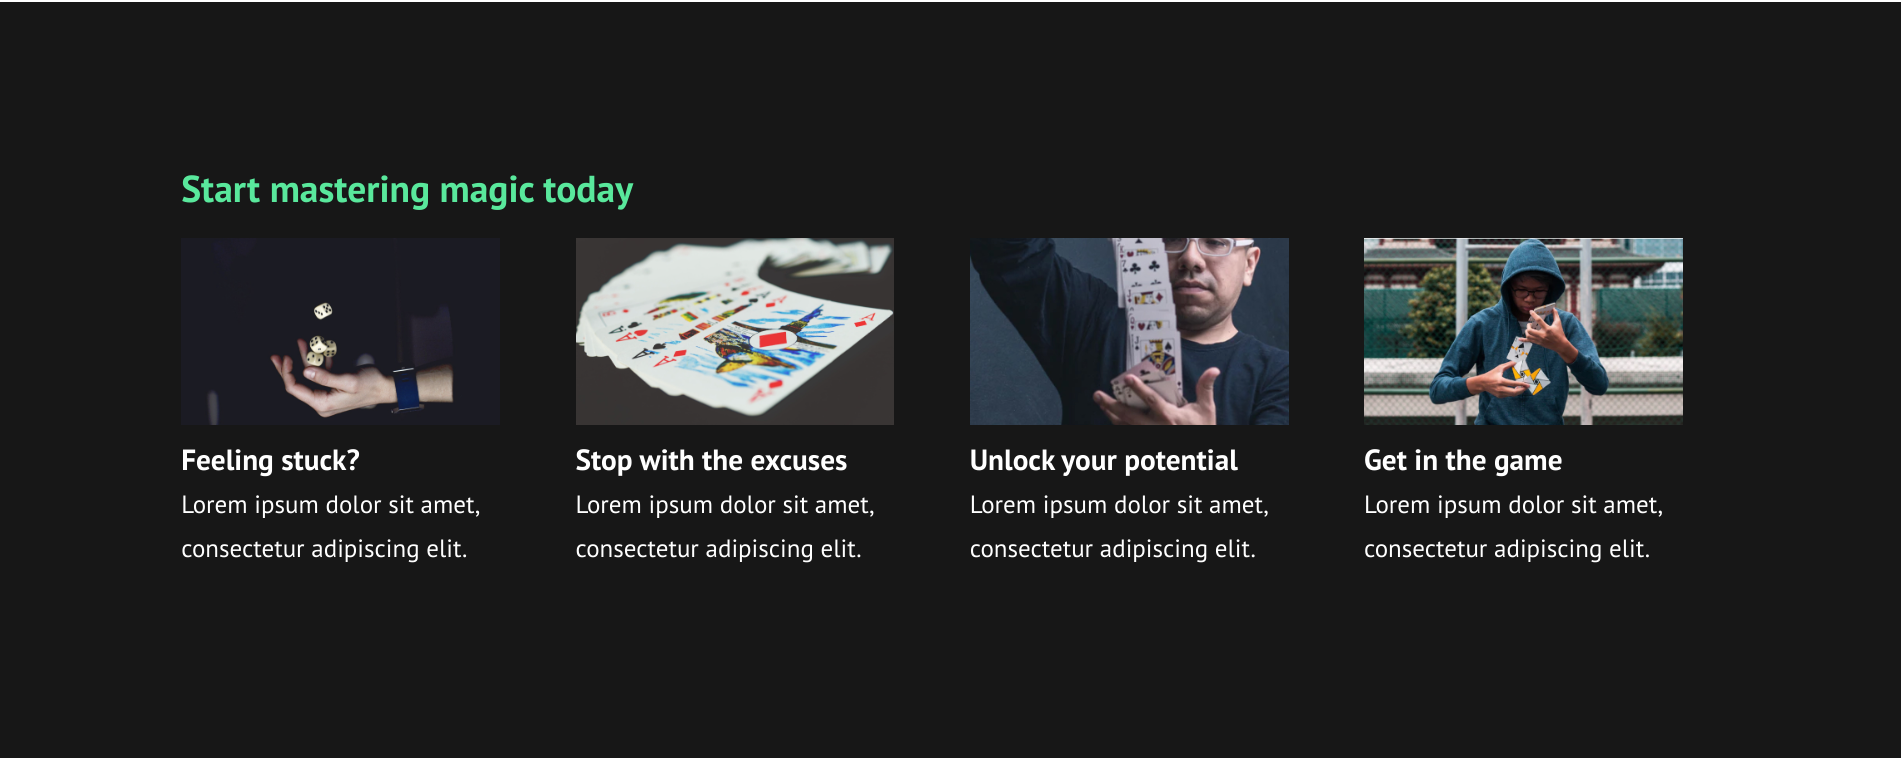 Start mastering magic today
Feeling stuck?
Lorem ipsum dolor sit amet,
consectetur adipiscing elit.
Stop with the excuses
Lorem ipsum dolor sit amet,
consectetur adipiscing elit.
Unlock your potential
Lorem ipsum dolor sit amet,
consectetur adipiscing elit.
Get in the game
Lorem ipsum dolor sit amet,
consectetur adipiscing elit.